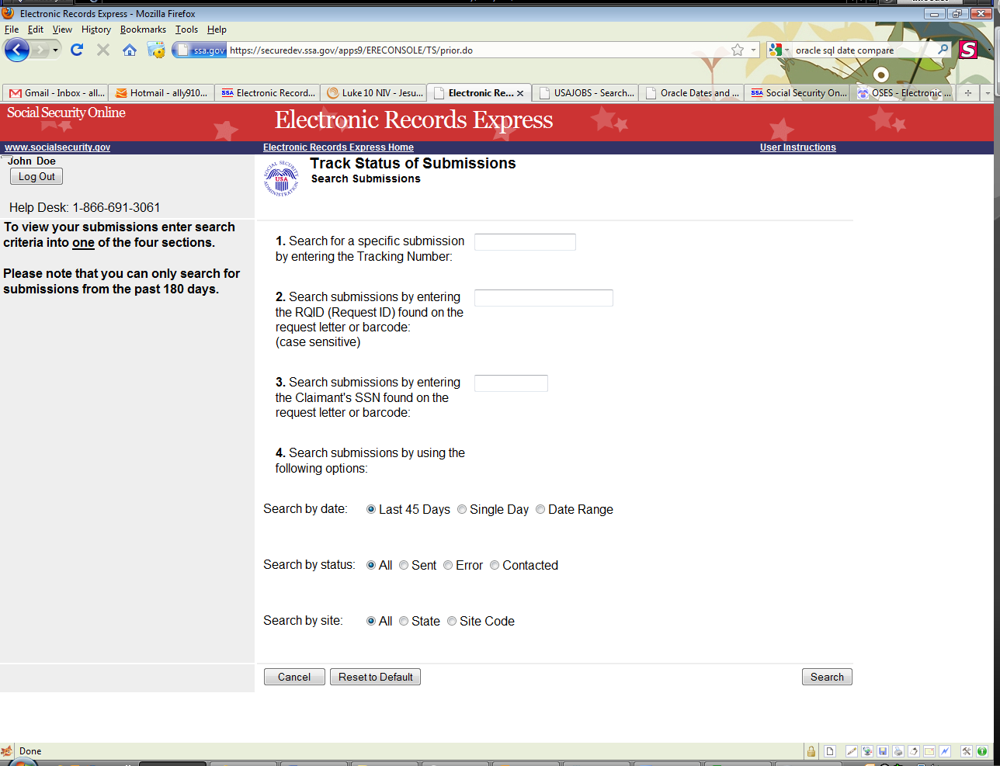 Electronic Records Express - Mozilla Firefox
File Edit View History Bookmarks Tools Help
ssa.gov https://securedev.ssa.gov/apps9/ERECONSOLE/TS/prior.do oracle sql date compare S
Gmail - Inbox - all... Hotmail - ally910... SSA Electronic Record... Luke 10 NIV - Jesu... Electronic Re... USAJOBS - Search... Oracle Dates and ... SSA Social Security On... OSES - Electronic ...
Social Security Online
Electronic Records Express
www.socialsecurity.gov Electronic Records Express Home User Instructions
John Doe
Log Out
Help Desk: 1-866-691-3061
To view your submissions enter search
criteria into one of the four sections.
Please note that you can only search for
submissions from the past 180 days.
SOCIAL SECURITY ADMINISTRATION
USA
Track Status of Submissions
Search Submissions
1. Search for a specific submission
by entering the Tracking Number:
2. Search submissions by entering
the RQID (Request ID) found on the
request letter or barcode:
(case sensitive)
3. Search submissions by entering
the Claimant's SSN found on the
request letter or barcode:
4. Search submissions by using the
following options:
Search by date: Last 45 Days Single Day Date Range
Search by status: All Sent Error Contacted
Search by site: All State Site Code
Cancel Reset to Default Search
Done